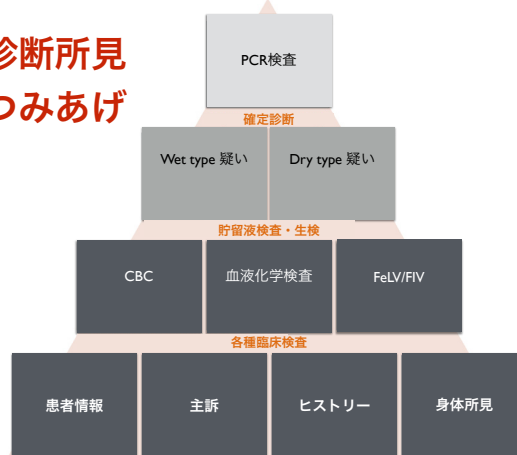 診断所見
つみあげ
PCR検査
確定診断
Wet type 疑い
Dry type 疑い
貯留液検査・生検
CBC
血液化学検査
FeLV/FIV
各種臨床検査
患者情報
主訴
ヒストリー
身体所見